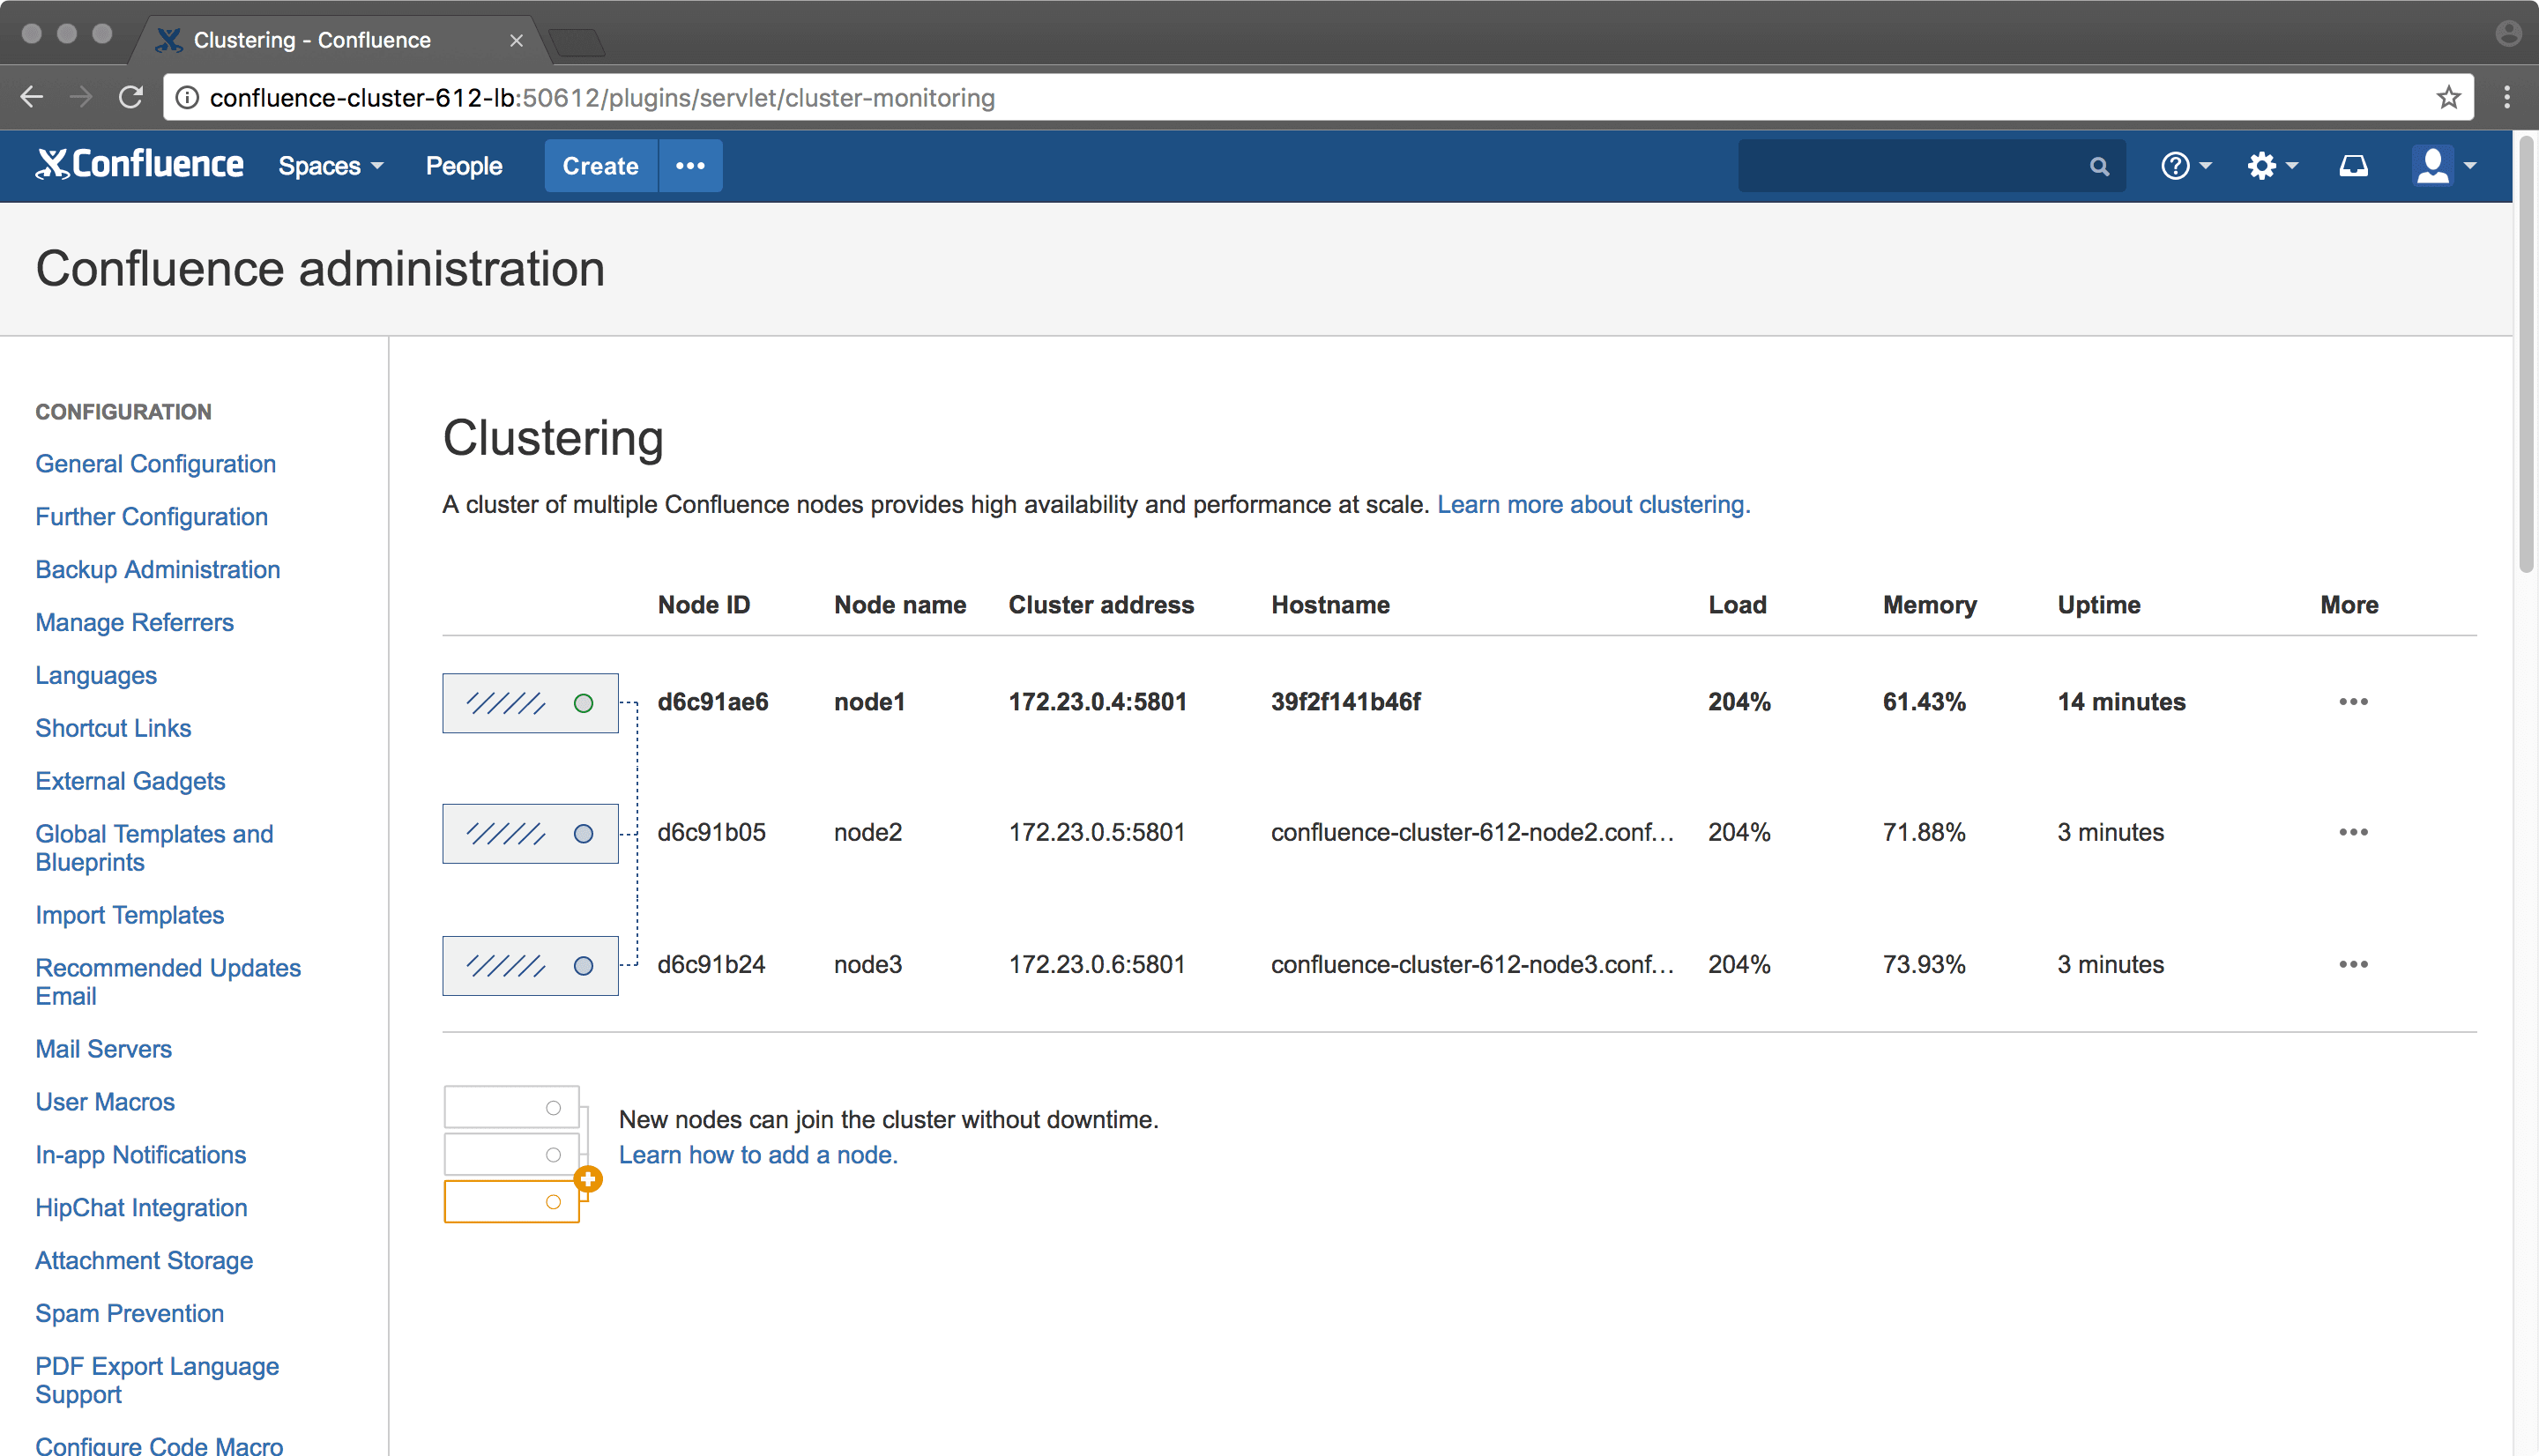 Clustering - Confluence
confluence-cluster-612-lb:50612/plugins/servlet/cluster-monitoring
Confluence Spaces People Create
Confluence administration
CONFIGURATION
General Configuration
Further Configuration
Backup Administration
Manage Referrers
Languages
Shortcut Links
External Gadgets
Global Templates and
Blueprints
Import Templates
Recommended Updates
Email
Mail Servers
User Macros
In-app Notifications
HipChat Integration
Attachment Storage
Spam Prevention
PDF Export Language
Support
Configure Code Macro
Clustering
A cluster of multiple Confluence nodes provides high availability and performance at scale. Learn more about clustering.
Node ID Node name Cluster address Hostname Load Memory Uptime More
d6c91ae6 node1 172.23.0.4:5801 39f2f141b46f 204% 61.43% 14 minutes
d6c91b05 node2 172.23.0.5:5801 confluence-cluster-612-node2.conf... 204% 71.88% 3 minutes
d6c91b24 node3 172.23.0.6:5801 confluence-cluster-612-node3.conf... 204% 73.93% 3 minutes
New nodes can join the cluster without downtime.
Learn how to add a node.